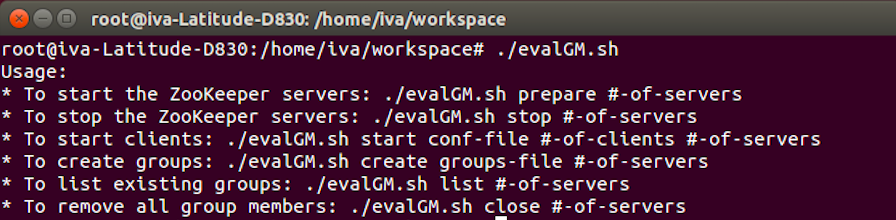 root@iva-Latitude-D830: /home/iva/workspace
root@iva-Latitude-D830:/home/iva/workspace# ./evalGM.sh
Usage:
* To start the ZooKeeper servers: ./evalGM.sh prepare #-of-servers
* To stop the ZooKeeper servers: ./evalGM.sh stop #-of-servers
* To start clients: ./evalGM.sh start conf-file #-of-clients #-of-servers
* To create groups: ./evalGM.sh create groups-file #-of-servers
* To list existing groups: ./evalGM.sh list #-of-servers
* To remove all group members: ./evalGM.sh close #-of-servers